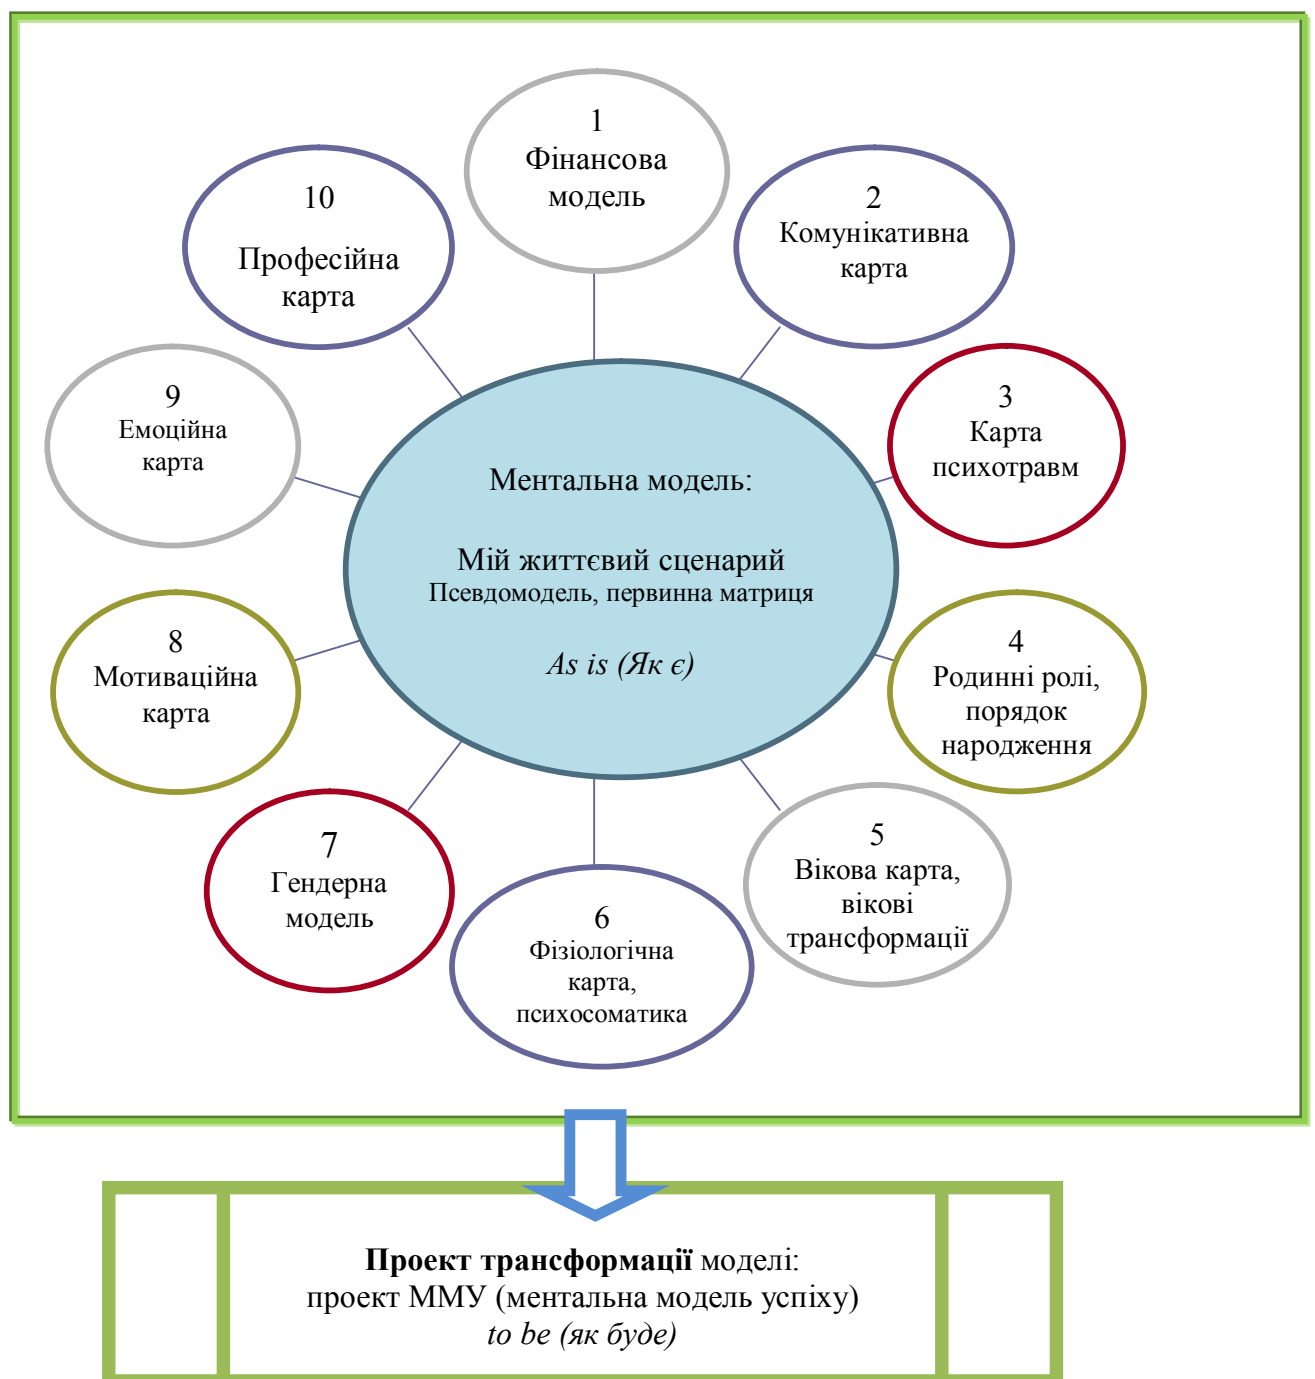 1
Фінансова
модель
2
Комунікативна
карта
3
Карта
психотравм
4
Родинні ролі,
порядок
народження
5
Вікова карта,
вікові
трансформації
6
Фізіологічна
карта,
психосоматика
7
Гендерна
модель
8
Мотиваційна
карта
9
Емоційна
карта
10
Професійна
карта
Ментальна модель:
Мій життєвий сценарий
Псевдомодель, первинна матриця
As is (Як є)
Проект трансформації моделі:
проект ММУ (ментальна модель успіху)
to be (як буде)